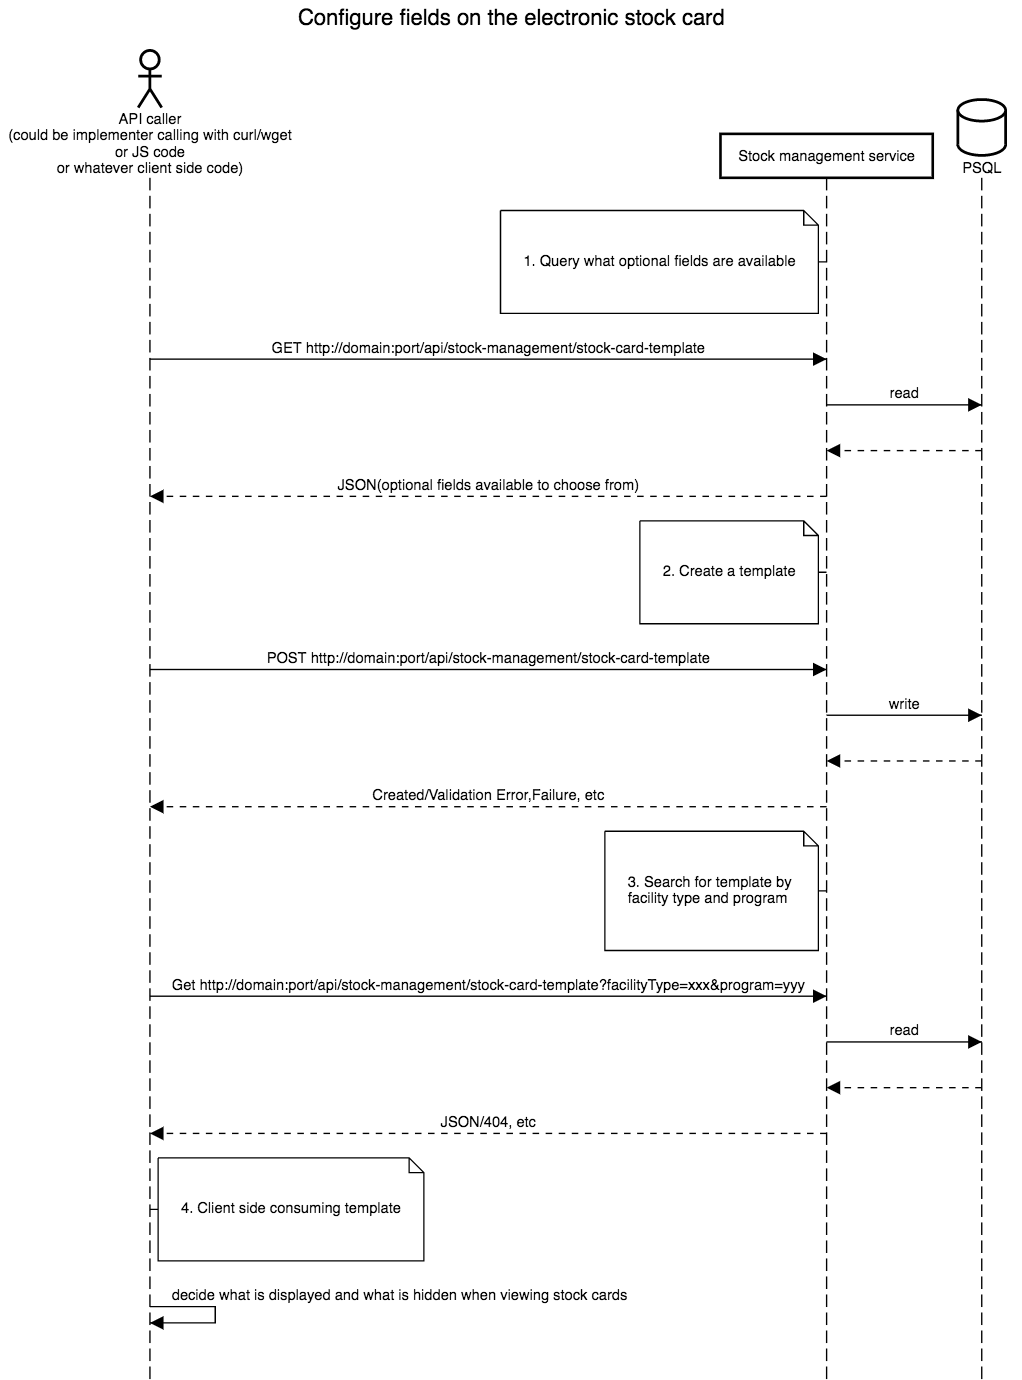 Configure fields on the electronic stock card
API caller
(could be implementer calling with curl/wget
or JS code
or whatever client side code)
Stock management service
PSQL
1. Query what optional fields are available
GET http://domain:port/api/stock-management/stock-card-template
read
JSON(optional fields available to choose from)
2. Create a template
POST http://domain:port/api/stock-management/stock-card-template
write
Created/Validation Error,Failure, etc
3. Search for template by
facility type and program
Get http://domain:port/api/stock-management/stock-card-template?facilityType=xxx&program=yyy
read
JSON/404, etc
4. Client side consuming template
decide what is displayed and what is hidden when viewing stock cards